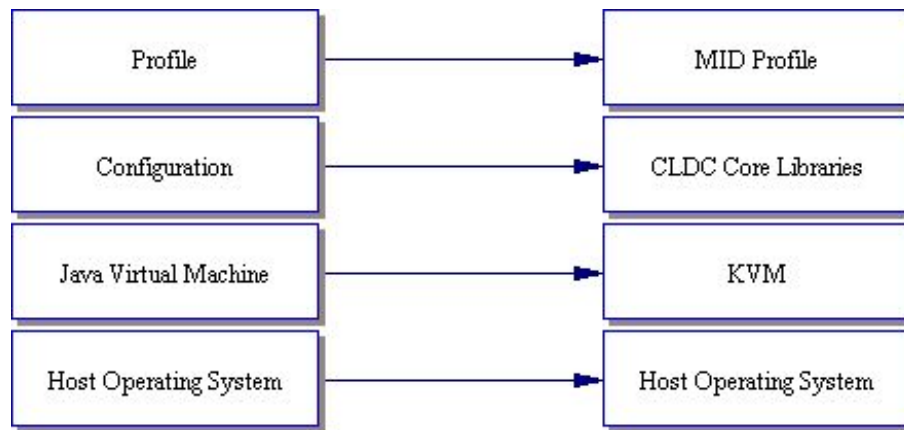 Profile
MID Profile
Configuration
CLDC Core Libraries
Java Virtual Machine
KVM
Host Operating System
Host Operating System